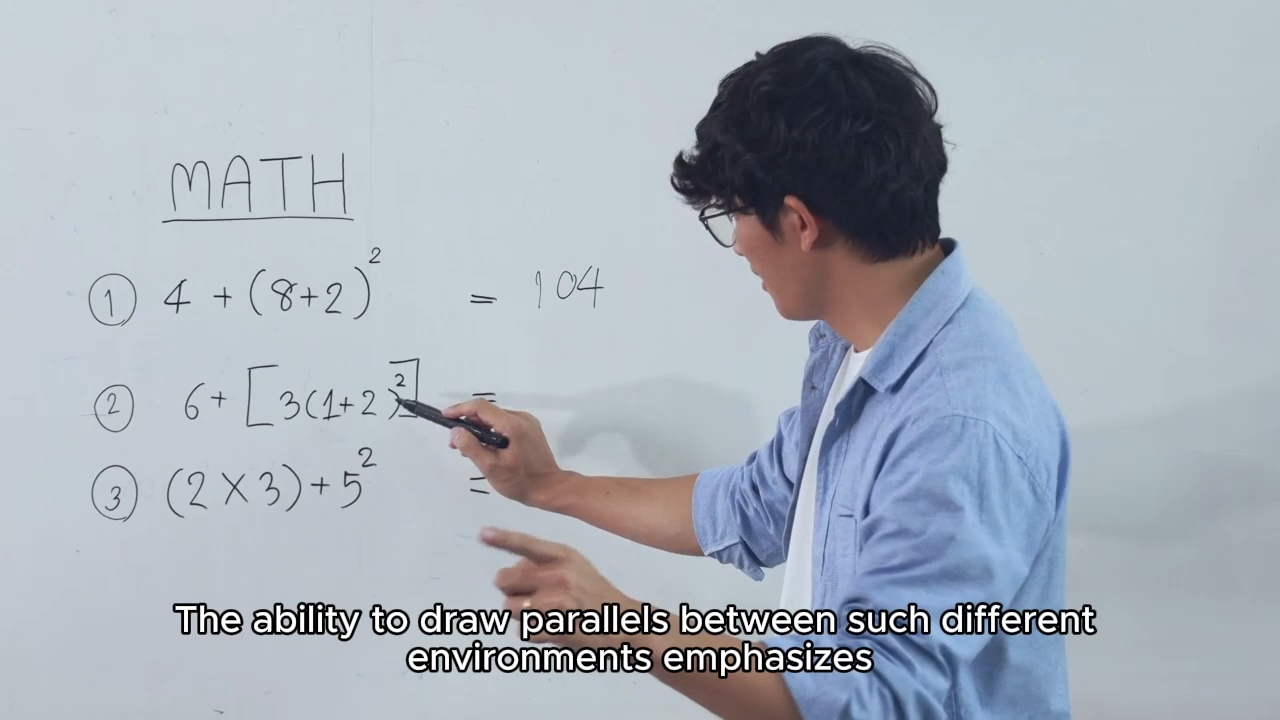 MATH
① 4 + (8+2)² = 104
② 6+ [3(1+2)²] =
③ (2×3)+5² =
The ability to draw parallels between such different
environments emphasizes